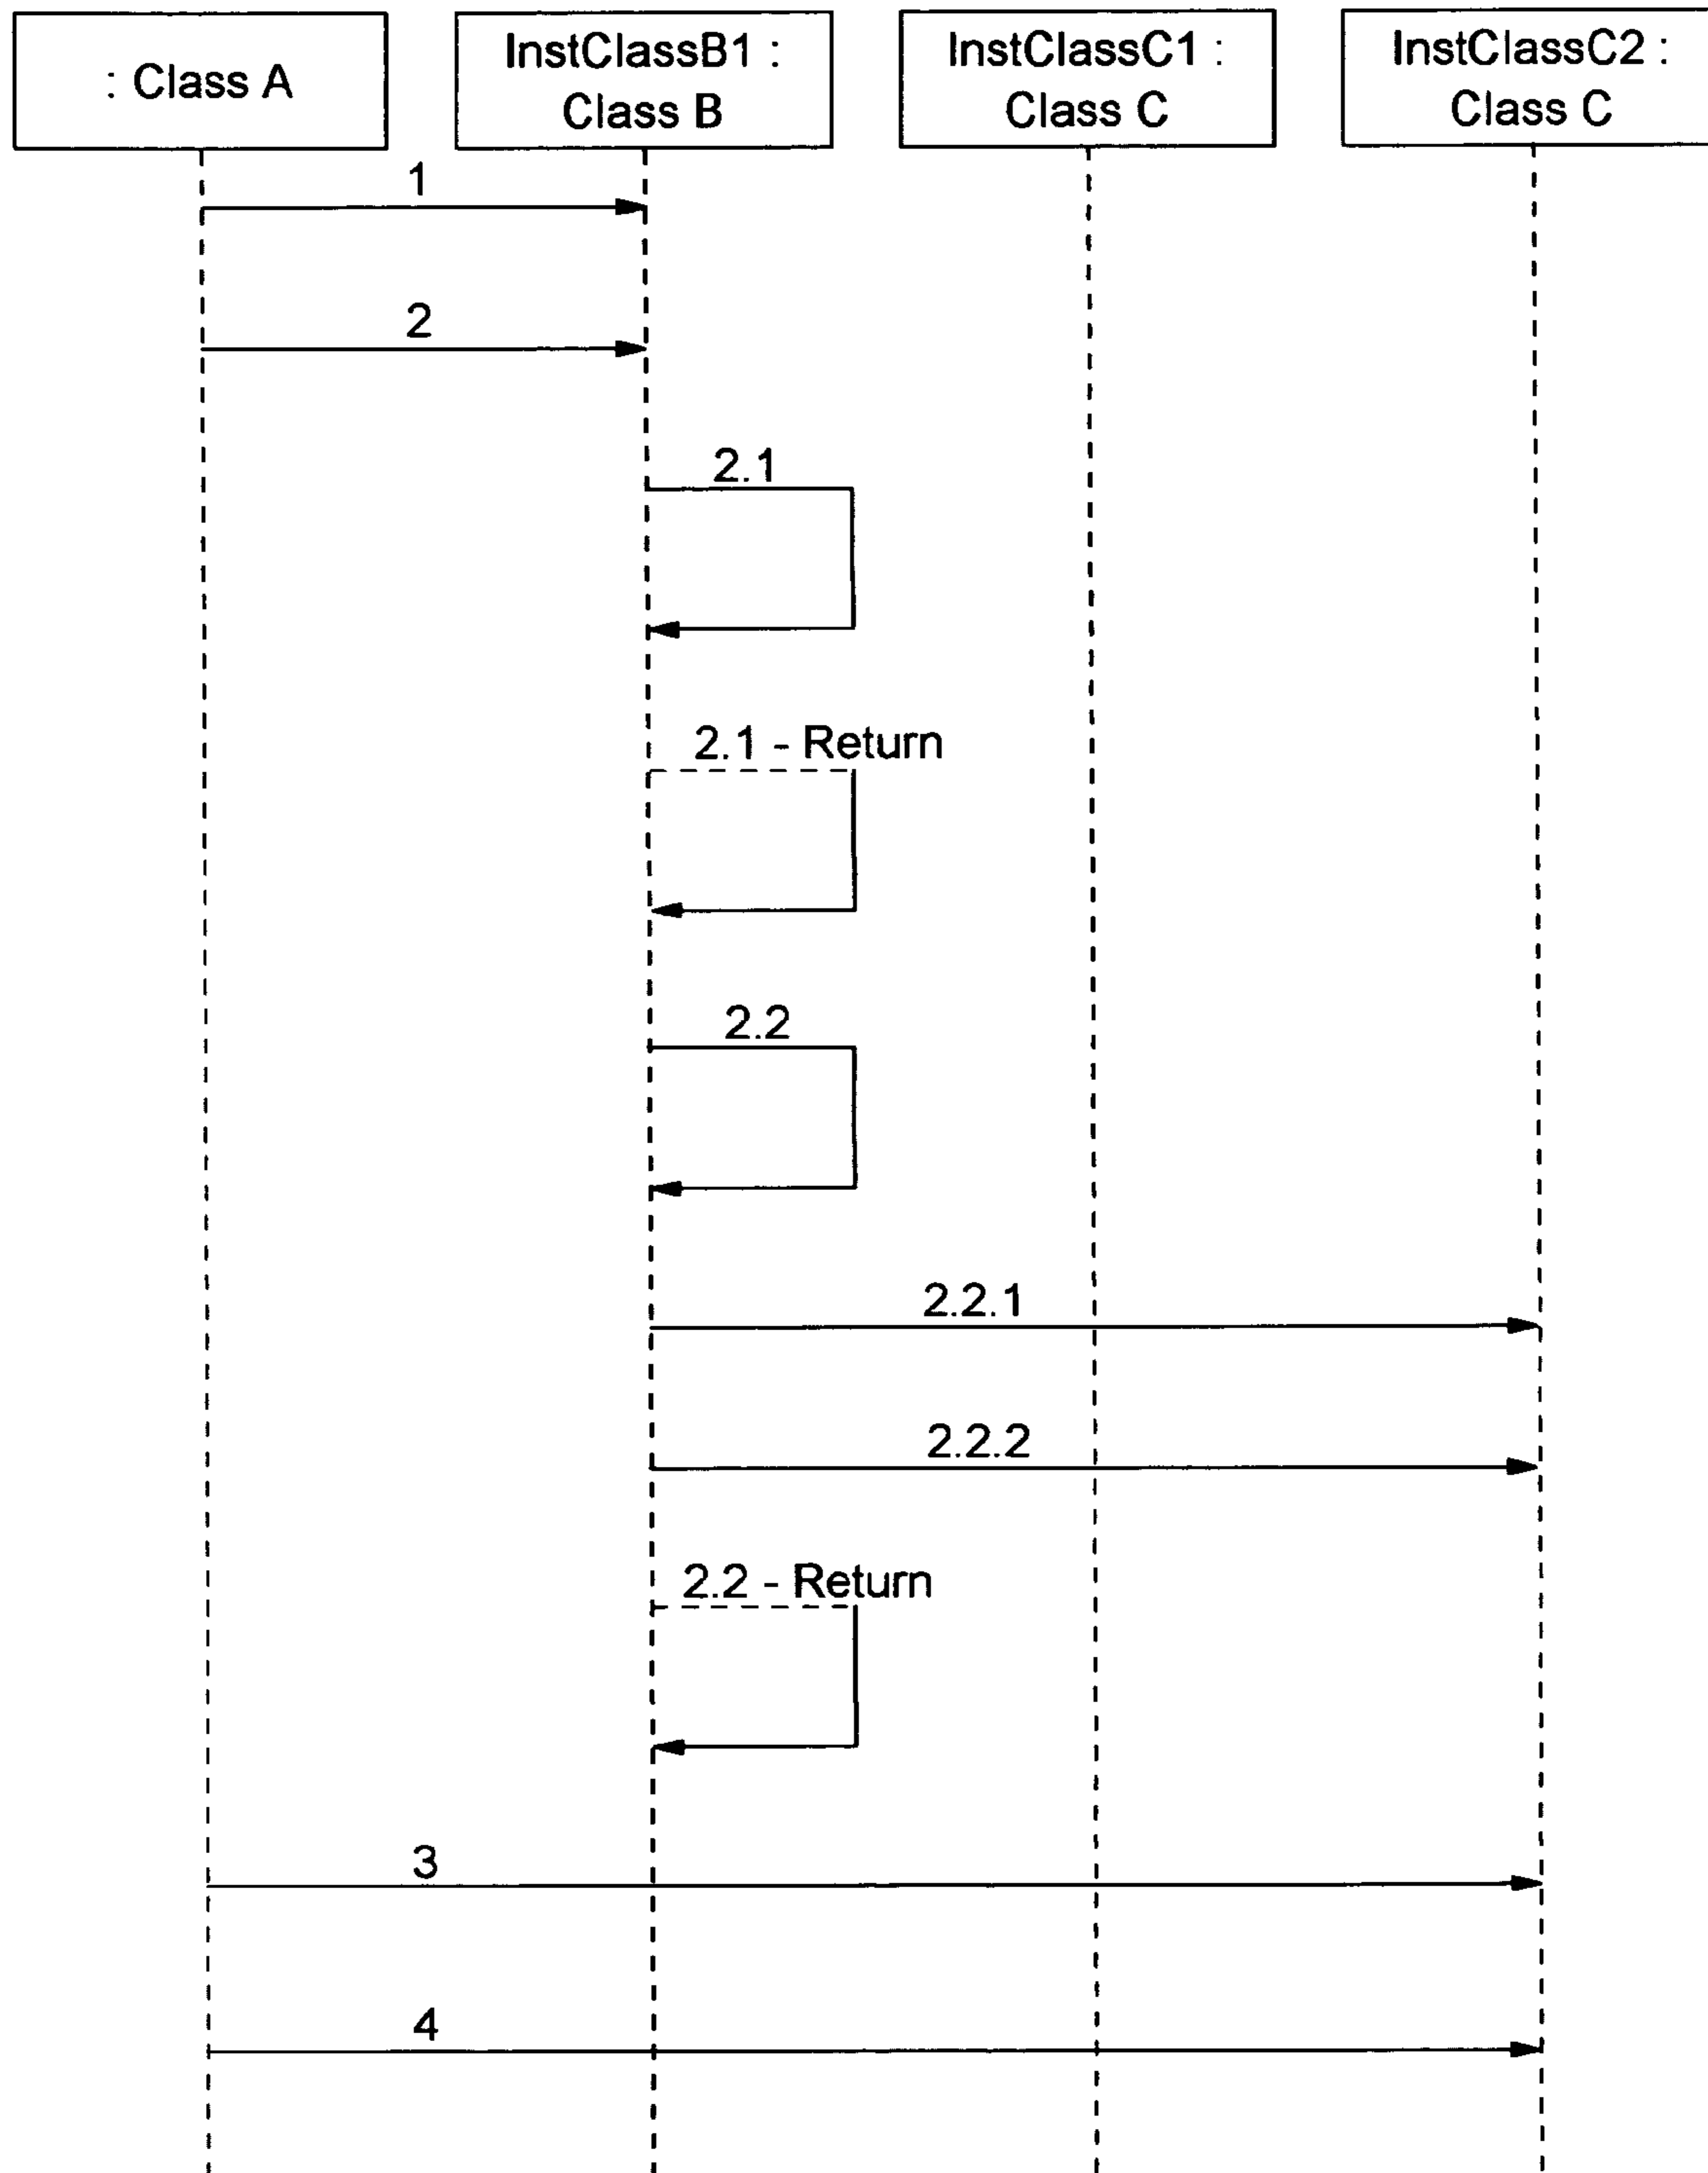 : Class A
InstClassB1 :
Class B
InstClassC1 :
Class C
InstClassC2 :
Class C
1
2
2.1
2.1 - Return
2.2
2.2.1
2.2.2
2.2 - Return
3
4